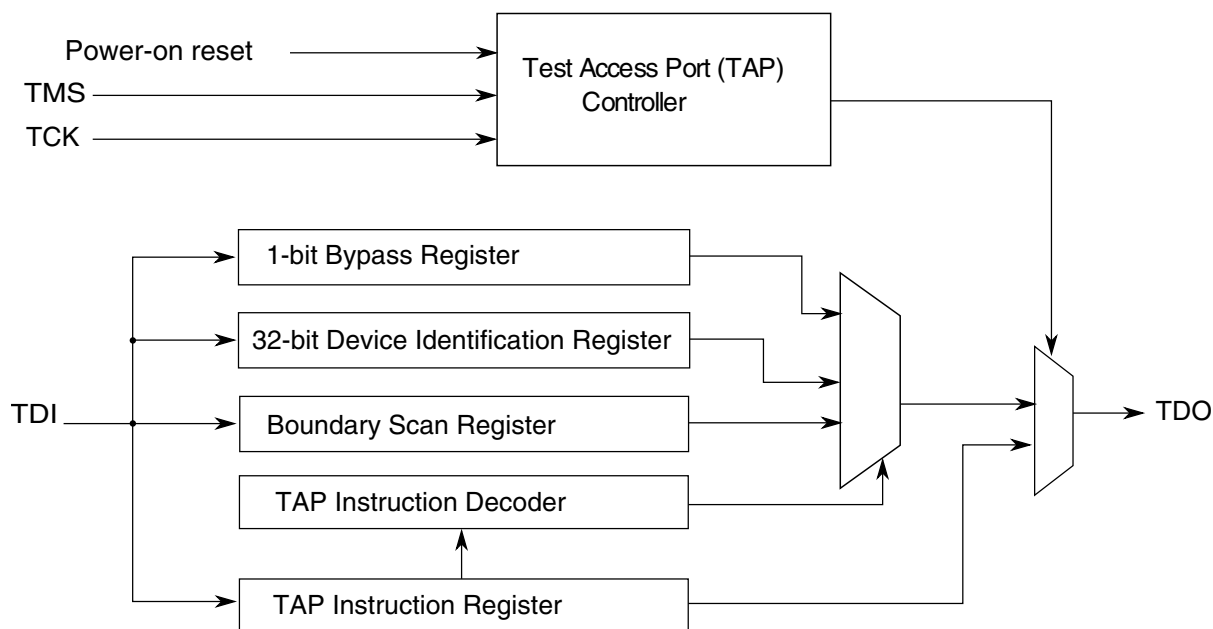 Power-on reset
TMS
TCK
Test Access Port (TAP)
Controller
1-bit Bypass Register
32-bit Device Identification Register
TDI
Boundary Scan Register
TDO
TAP Instruction Decoder
TAP Instruction Register